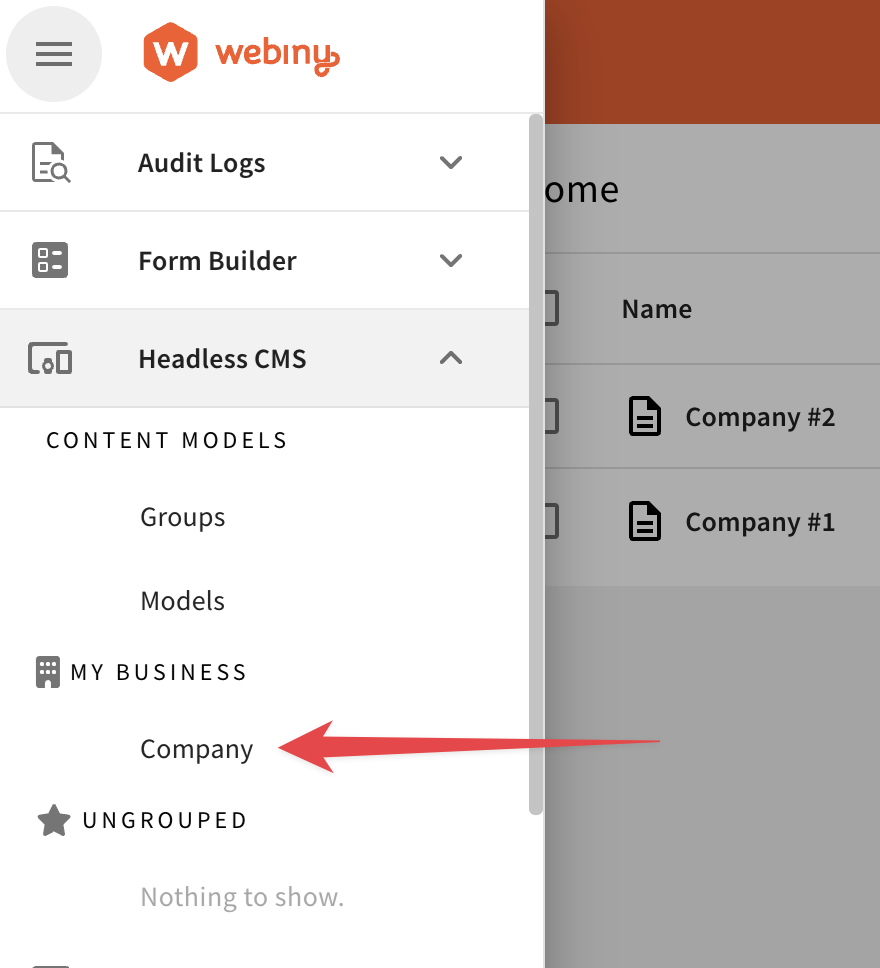 webiny
Audit Logs
Form Builder
Headless CMS
CONTENT MODELS
Groups
Models
MY BUSINESS
Company
UNGROUPED
Nothing to show.
ome
Name
Company #2
Company #1